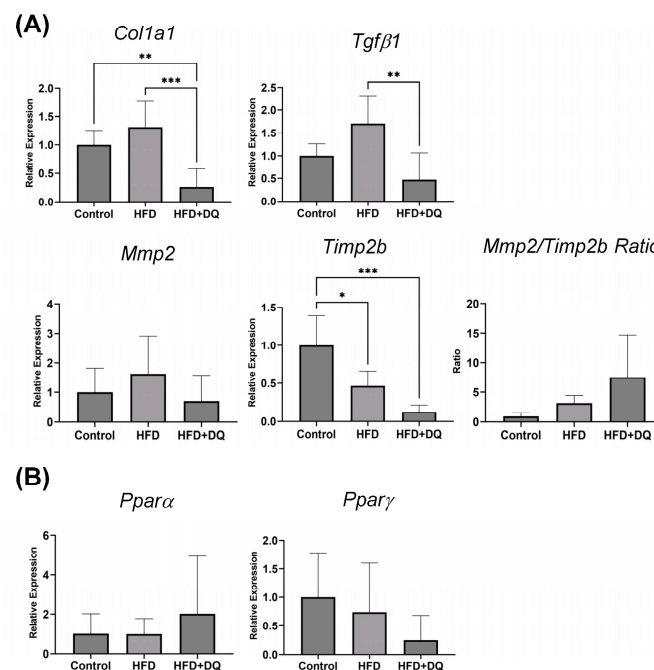 (A)
Col1a1
Tgfβ1
**
***
**
Relative Expression
2.0
1.5
1.0
0.5
0.0
Control HFD HFD+DQ
Relative Expression
2.5
2.0
1.5
1.0
0.5
0.0
Control HFD HFD+DQ
Mmp2
Timp2b
Mmp2/Timp2b Ratio
***
*
Relative Expression
4
3
2
1
0
Control HFD HFD+DQ
Relative Expression
1.5
1.0
0.5
0.0
Control HFD HFD+DQ
Ratio
20
15
10
5
0
Control HFD HFD+DQ
(B)
Pparα
Pparγ
Relative Expression
6
4
2
0
Control HFD HFD+DQ
Relative Expression
2.0
1.5
1.0
0.5
0.0
Control HFD HFD+DQ